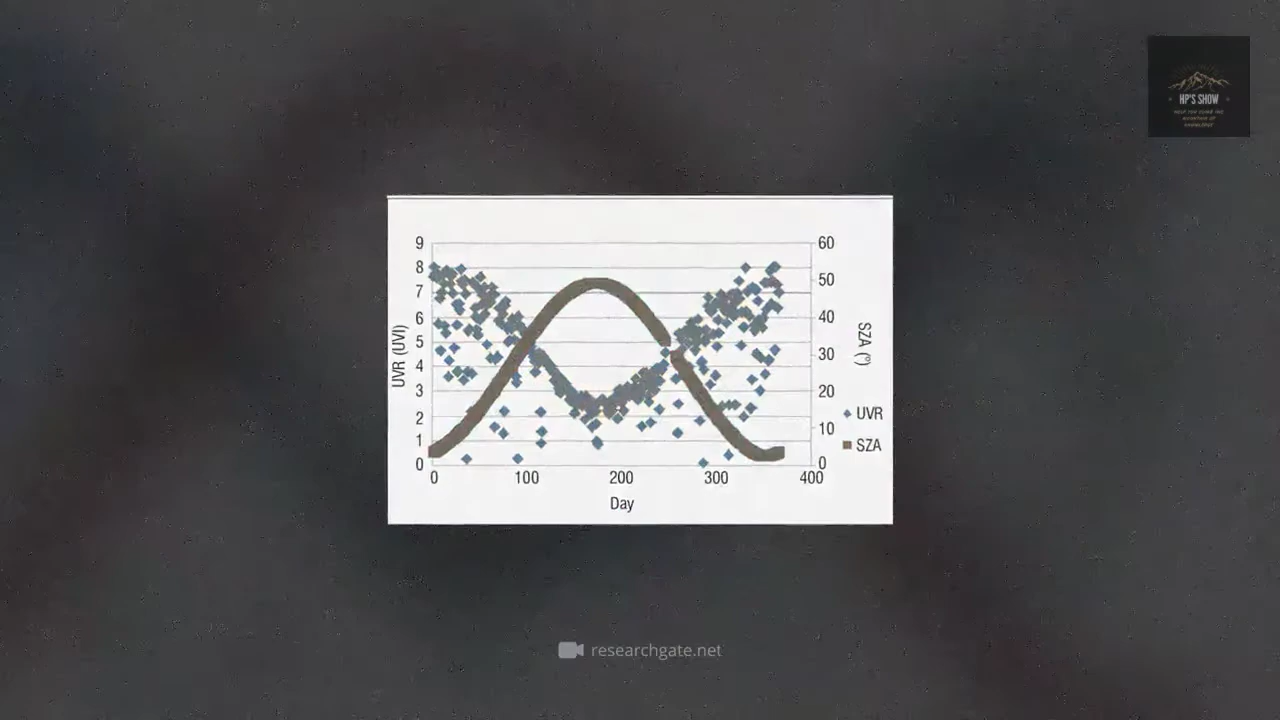 HP'S SHOW
9
8
7
6
5
4
3
2
1
0
UVR (UVI)
60
50
40
30
20
10
0
SZA (°)
UVR
SZA
0 100 200 300 400
Day
researchgate.net